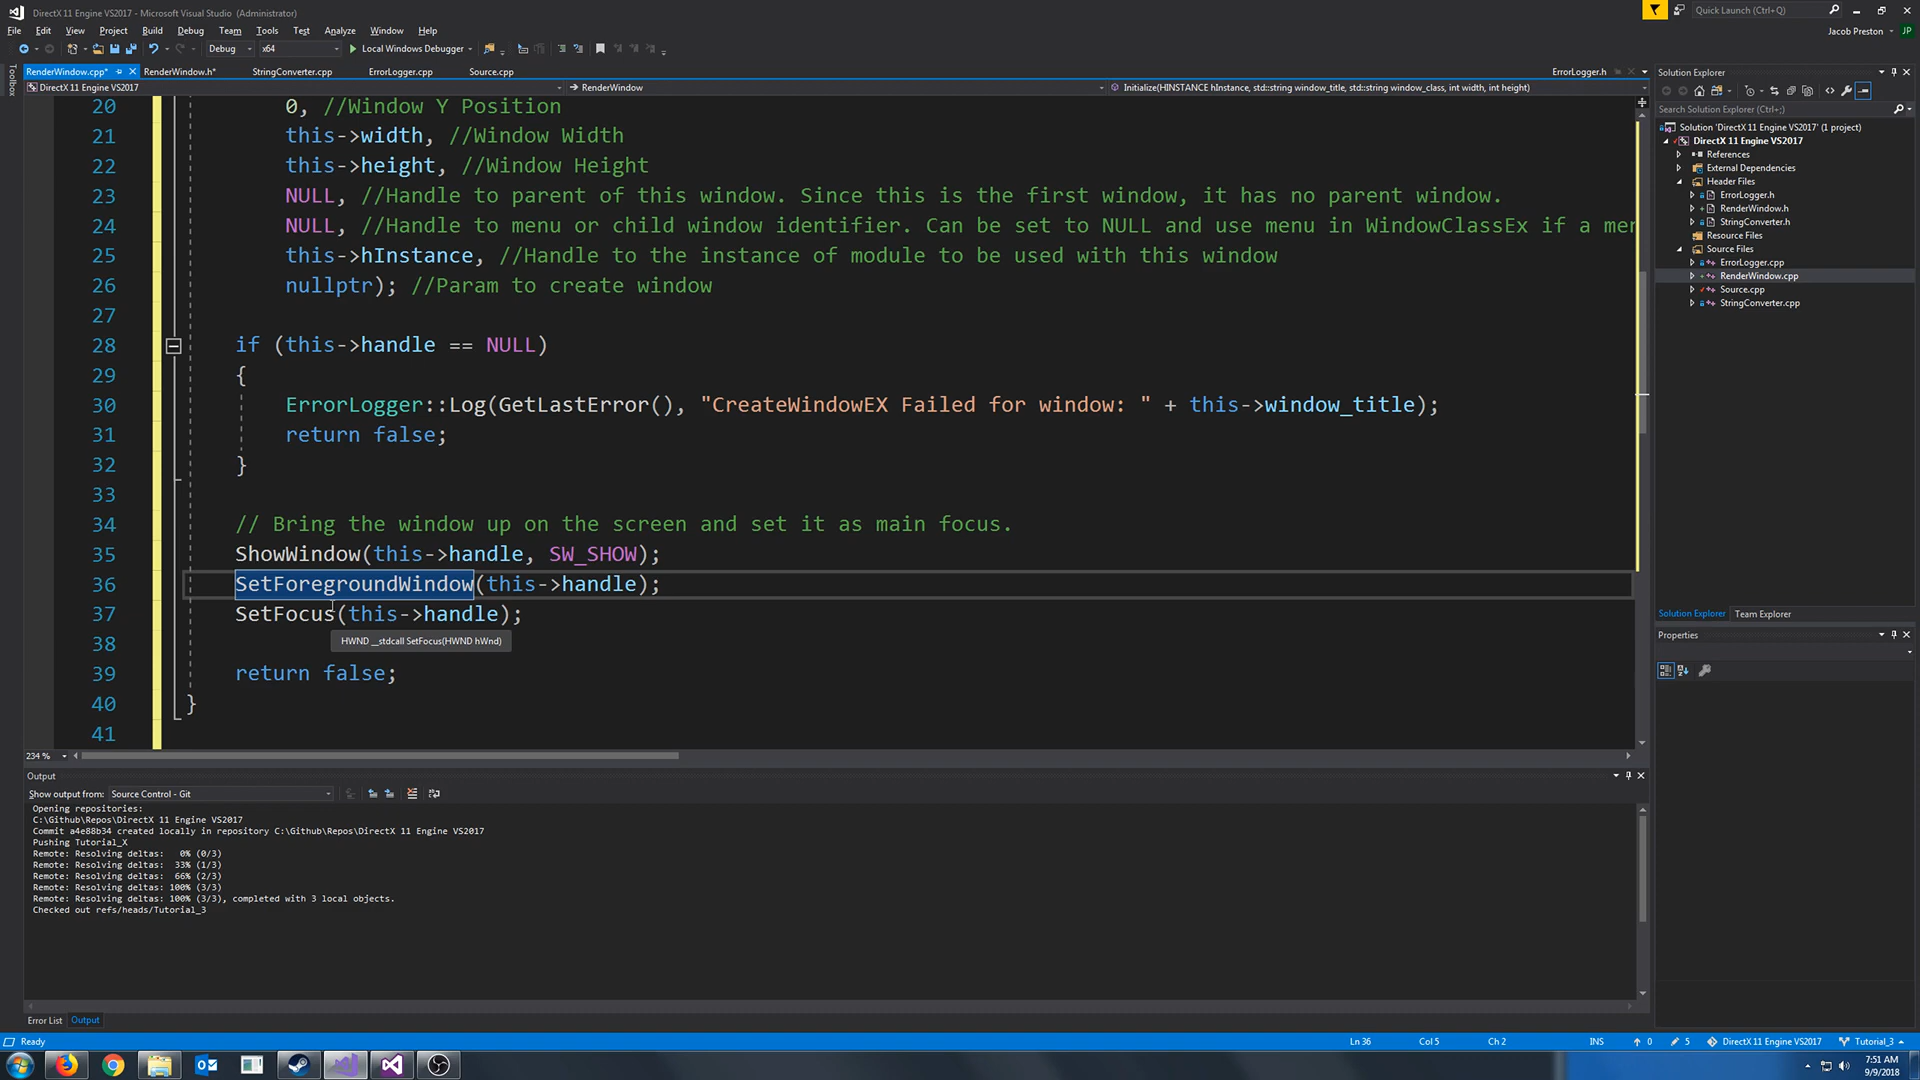 DirectX 11 Engine VS2017 - Microsoft Visual Studio (Administrator)
Quick Launch (Ctrl+Q)
File Edit View Project Build Debug Team Tools Test Analyze Window Help
Jacob Preston JP
Debug x64 Local Windows Debugger
Toolbox
RenderWindow.cpp* RenderWindow.h* StringConverter.cpp ErrorLogger.cpp Source.cpp ErrorLogger.h
DirectX 11 Engine VS2017 RenderWindow Initialize(HINSTANCE hInstance, std::string window_title, std::string window_class, int width, int height)
20 0, //Window Y Position
21 this->width, //Window Width
22 this->height, //Window Height
23 NULL, //Handle to parent of this window. Since this is the first window, it has no parent window.
24 NULL, //Handle to menu or child window identifier. Can be set to NULL and use menu in WindowClassEx if a men
25 this->hInstance, //Handle to the instance of module to be used with this window
26 nullptr); //Param to create window
27
28 if (this->handle == NULL)
29 {
30 ErrorLogger::Log(GetLastError(), "CreateWindowEX Failed for window: " + this->window_title);
31 return false;
32 }
33
34 // Bring the window up on the screen and set it as main focus.
35 ShowWindow(this->handle, SW_SHOW);
36 SetForegroundWindow(this->handle);
37 SetFocus(this->handle);
38 HWND __stdcall SetFocus(HWND hWnd)
39 return false;
40 }
41
234 %
Output
Show output from: Source Control - Git
Opening repositories:
C:\Github\Repos\DirectX 11 Engine VS2017
Commit a4e88b34 created locally in repository C:\Github\Repos\DirectX 11 Engine VS2017
Pushing Tutorial_X
Remote: Resolving deltas: 0% (0/3)
Remote: Resolving deltas: 33% (1/3)
Remote: Resolving deltas: 66% (2/3)
Remote: Resolving deltas: 100% (3/3)
Remote: Resolving deltas: 100% (3/3), completed with 3 local objects.
Checked out refs/heads/Tutorial_3
Error List Output
Solution Explorer
Search Solution Explorer (Ctrl+;)
Solution 'DirectX 11 Engine VS2017' (1 project)
DirectX 11 Engine VS2017
References
External Dependencies
Header Files
ErrorLogger.h
RenderWindow.h
StringConverter.h
Resource Files
Source Files
ErrorLogger.cpp
RenderWindow.cpp
Source.cpp
StringConverter.cpp
Solution Explorer Team Explorer
Properties
Ready Ln 36 Col 5 Ch 2 INS 0 5 DirectX 11 Engine VS2017 Tutorial_3
7:51 AM
9/9/2018